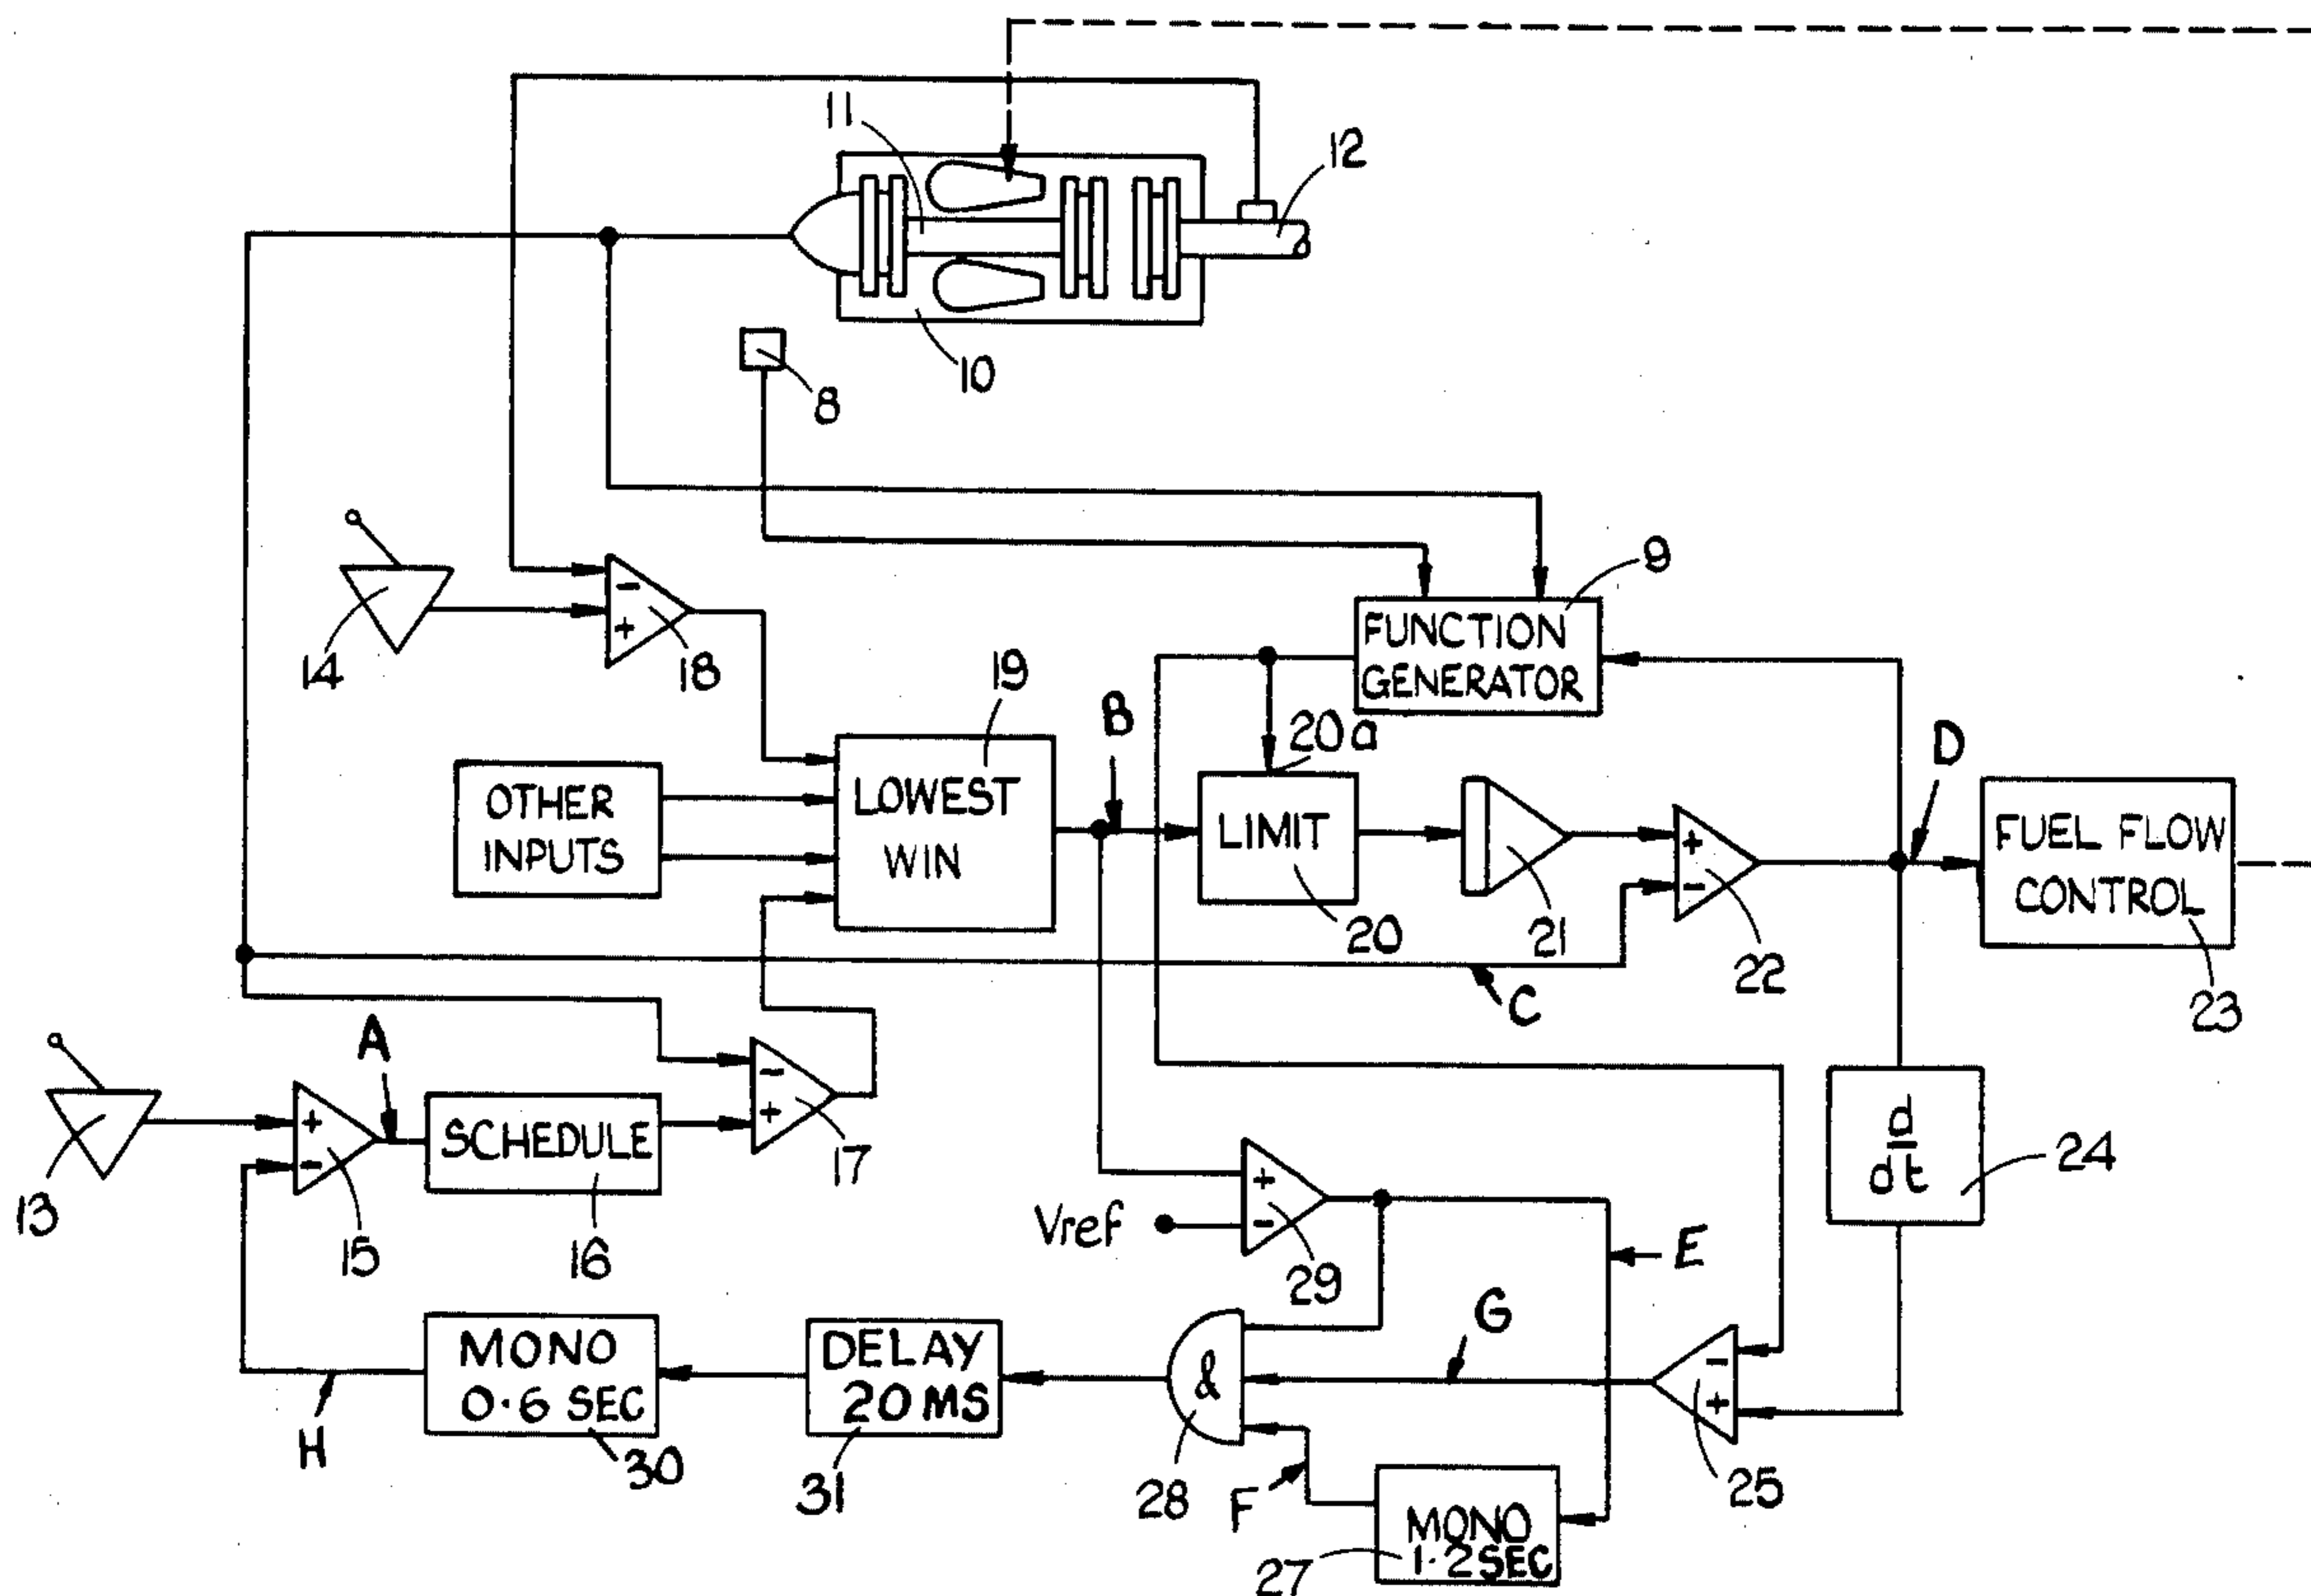 11
12
10
8
14
- +
18
9
FUNCTION
GENERATOR
19
B
20a
D
OTHER
INPUTS
LOWEST
WIN
LIMIT
20
21
+ -
22
FUEL FLOW
CONTROL
23
C
A
13
+ -
15
SCHEDULE
16
- +
17
d
dt
24
Vref
+ -
29
E
G
MONO
0.6 SEC
30
H
DELAY
20 MS
31
&
28
- +
25
F
MONO
1.2 SEC
27